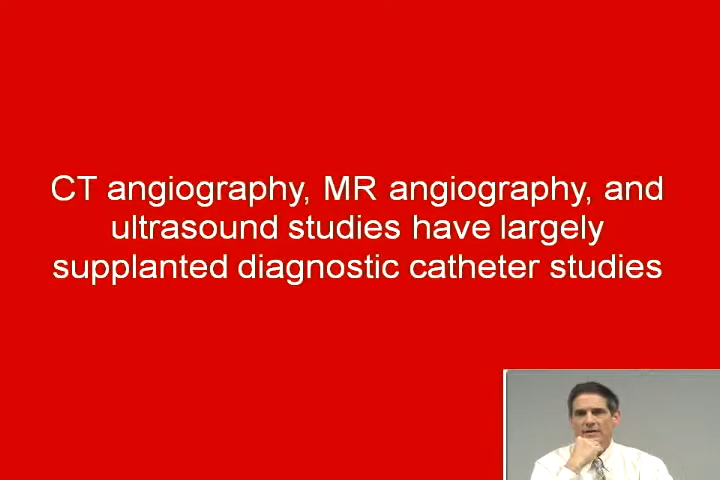 CT angiography, MR angiography, and
ultrasound studies have largely
supplanted diagnostic catheter studies